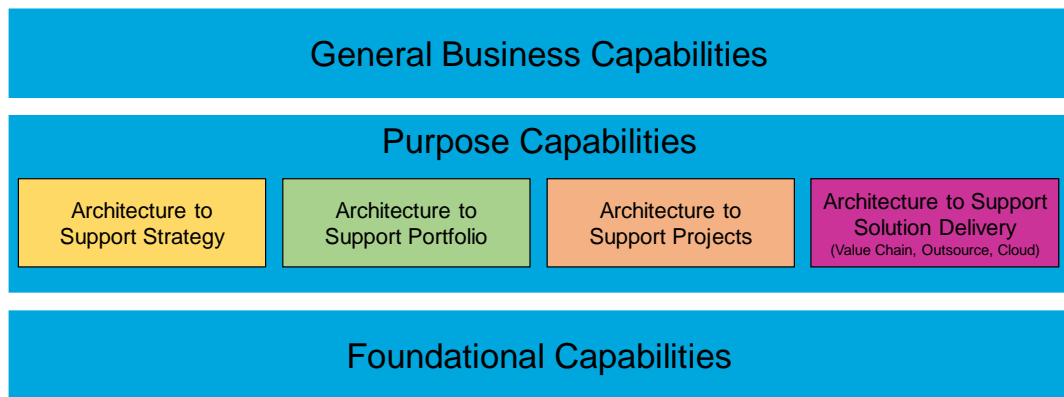 General Business Capabilities
Purpose Capabilities
Architecture to
Support Strategy
Architecture to
Support Portfolio
Architecture to
Support Projects
Architecture to Support
Solution Delivery
(Value Chain, Outsource, Cloud)
Foundational Capabilities